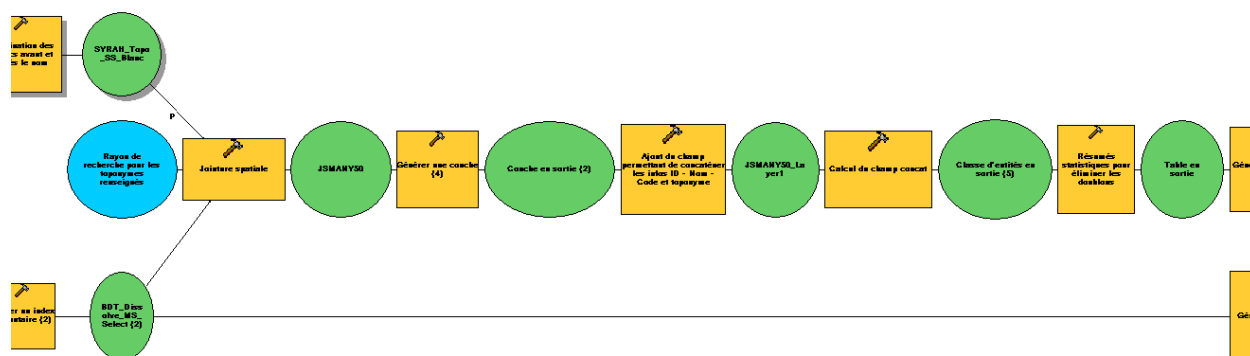 ination des
s avant et
ès le nom
SYRAH_Topo
_SS_Blanc
P
Rayon de
recherche pour les
toponymes
renseignés
Jointure spatiale
JSMANY50
Générer une couche
(4)
Couche en sortie (2)
Ajout du champ
permettant de concaténer
les infos ID - Nom -
Code et toponyme
JSMANY50_La
yer1
Calcul du champ concat
Classe d'entités en
sortie (5)
Résumés
statistiques pour
éliminer les
doublons
Table en
sortie
Géné
er un index
utaire (2)
BDT_Diss
olve_MS_
Select (2)
Gé